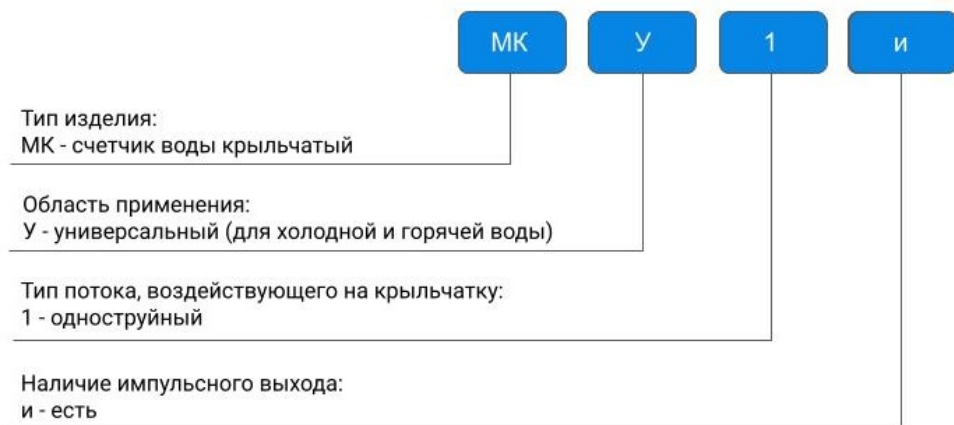 МК У 1 и
Тип изделия:
МК - счетчик воды крыльчатый
Область применения:
У - универсальный (для холодной и горячей воды)
Тип потока, воздействующего на крыльчатку:
1 - одноструйный
Наличие импульсного выхода:
и - есть